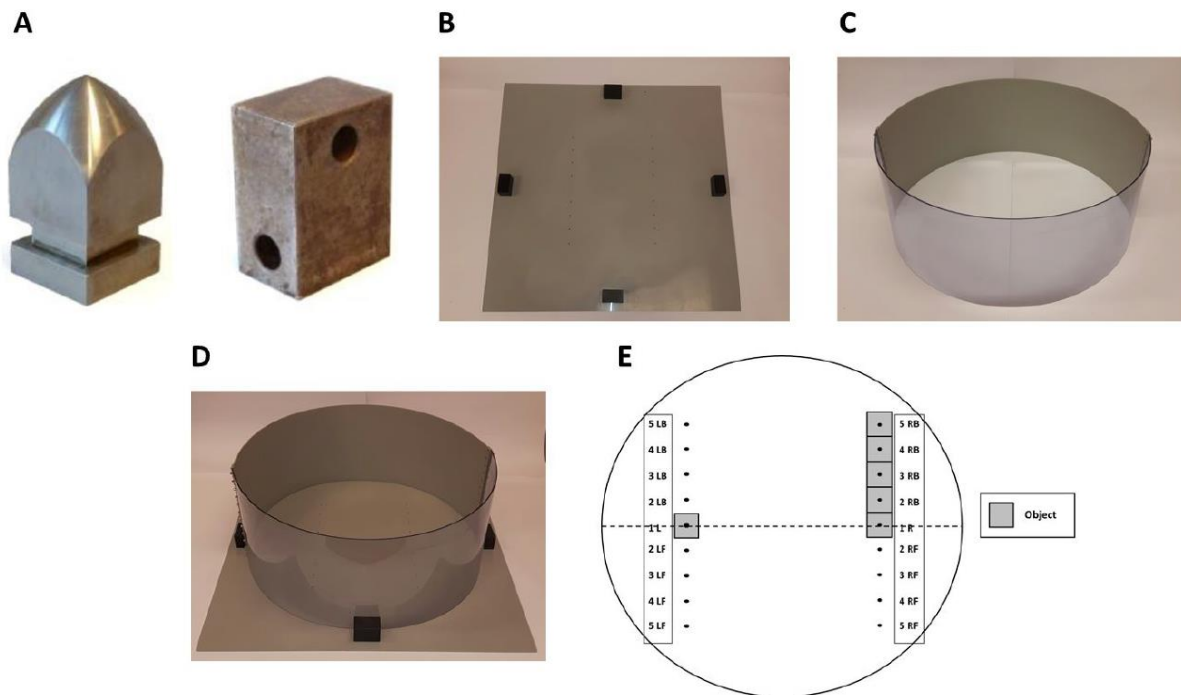 A
B
C
D
E
5 LB
4 LB
3 LB
2 LB
1 L
2 LF
3 LF
4 LF
5 LF
5 RB
4 RB
3 RB
2 RB
1 R
2 RF
3 RF
4 RF
5 RF
Object